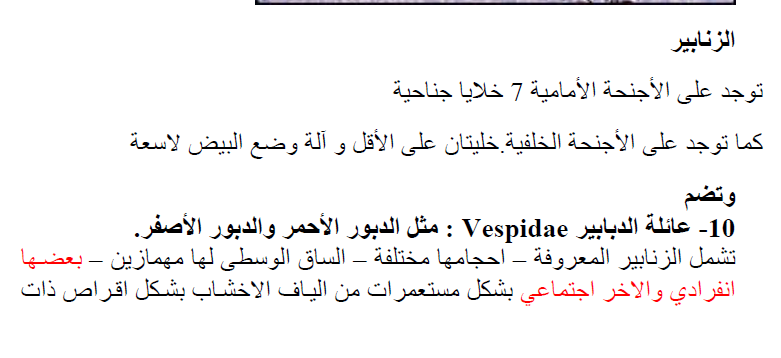 الزنابير
توجد على الأجنحة الأمامية 7 خلايا جناحية
كما توجد على الأجنحة الخلفية.خليتان على الأقل و آلة وضع البيض لاسعة
وتضم
10- عائلة الدبابير Vespidae : مثل الدبور الأحمر والدبور الأصفر.
تشمل الزنابير المعروفة – احجامها مختلفة – الساق الوسطى لها مهمازين – بعضها
انفرادي والاخر اجتماعي بشكل مستعمرات من الياف الاخشاب بشكل اقراص ذات